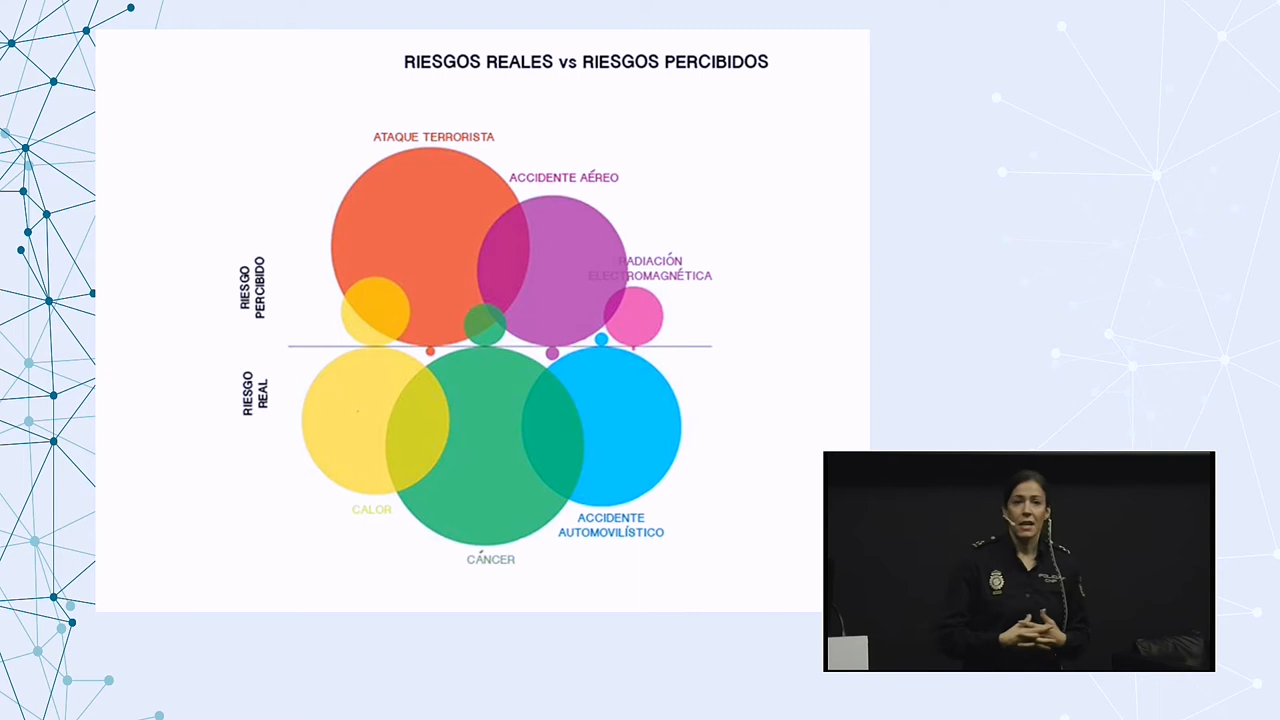 RIESGOS REALES vs RIESGOS PERCIBIDOS
ATAQUE TERRORISTA
ACCIDENTE AÉREO
RADIACIÓN
ELECTROMAGNÉTICA
RIESGO
PERCIBIDO
RIESGO
REAL
CALOR
ACCIDENTE
AUTOMOVILÍSTICO
CÁNCER
POLICIA